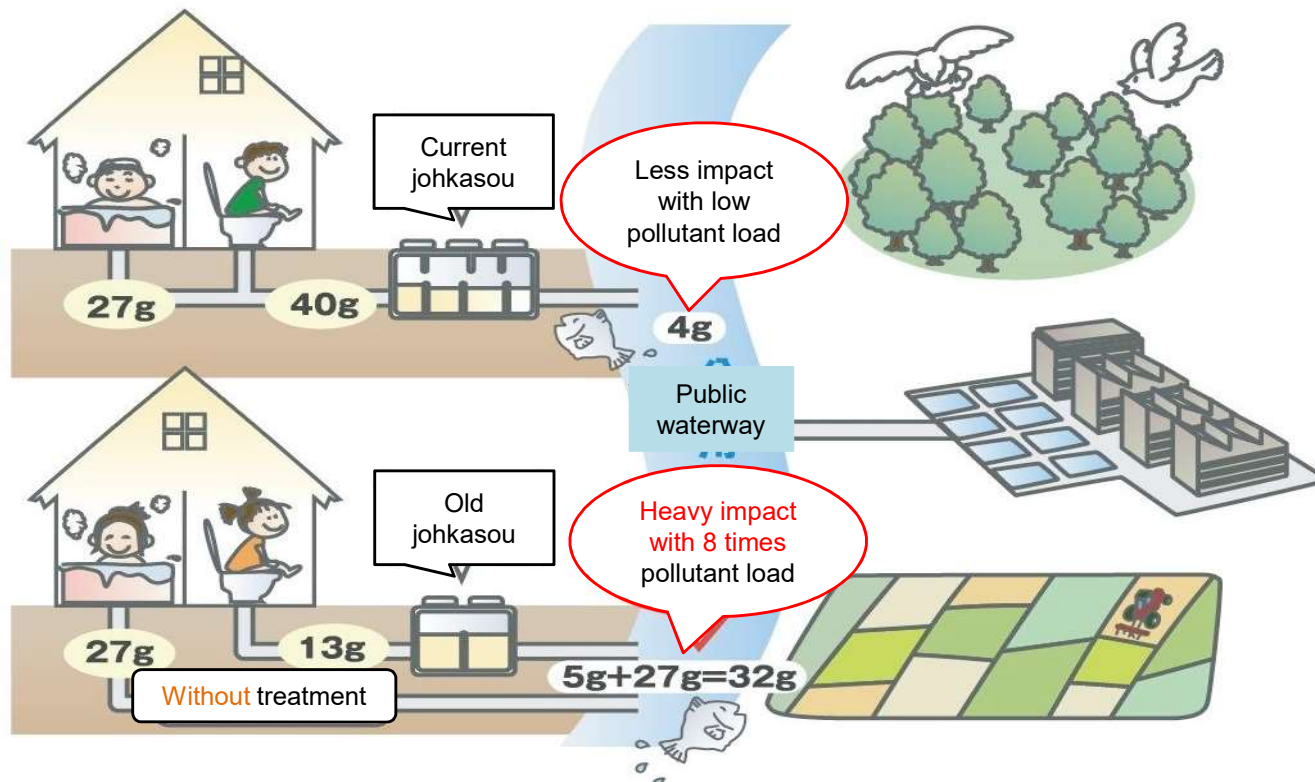 Current
johkasou
Less impact
with low
pollutant load
27g
40g
4g
Public
waterway
Old
johkasou
Heavy impact
with 8 times
pollutant load
27g
13g
Without treatment
5g+27g=32g